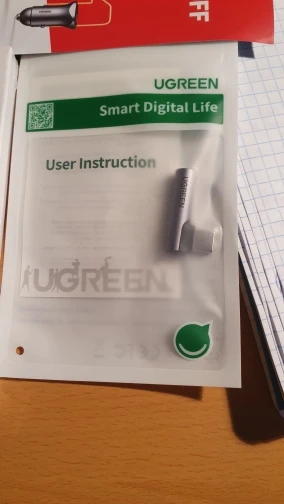 FF
UGREEN
Smart Digital Life
User Instruction
UGREEN
UGREEN